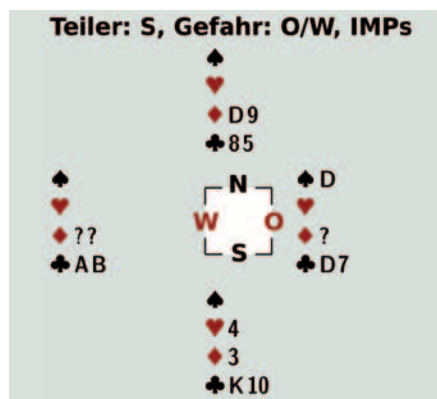 Teiler: S, Gefahr: O/W, IMPs
♠
♥
♦ D9
♣ 85
♠
♥
♦ ??
♣ AB
N
W O
S
♠ D
♥
♦ ?
♣ D7
♠
♥ 4
♦ 3
♣ K10